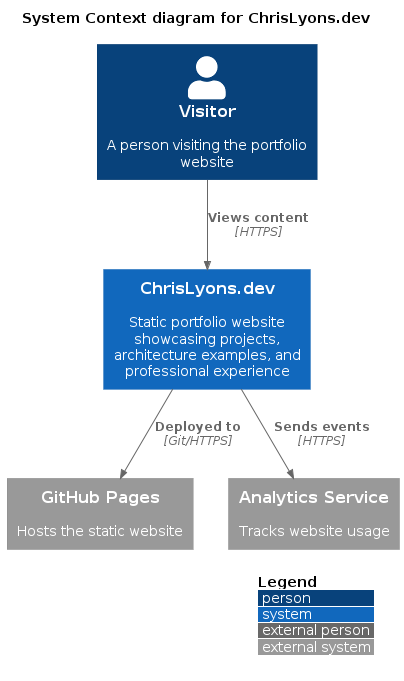 System Context diagram for ChrisLyons.dev
Visitor
A person visiting the portfolio
website
Views content
[HTTPS]
ChrisLyons.dev
Static portfolio website
showcasing projects,
architecture examples, and
professional experience
Deployed to
[Git/HTTPS]
Sends events
[HTTPS]
GitHub Pages
Hosts the static website
Analytics Service
Tracks website usage
Legend
person
system
external person
external system